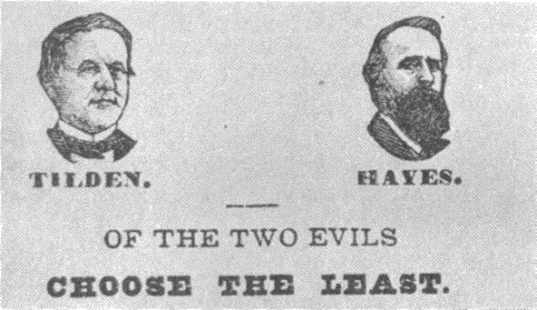 TILDEN. HAYES.
OF THE TWO EVILS
CHOOSE THE LEAST.